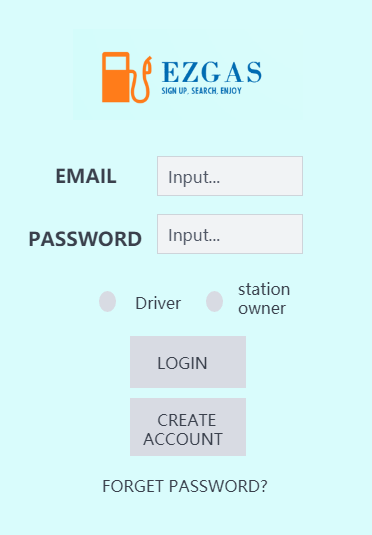 EZGAS
SIGN UP, SEARCH, ENJOY
EMAIL
Input...
PASSWORD
Input...
Driver
station
owner
LOGIN
CREATE
ACCOUNT
FORGET PASSWORD?